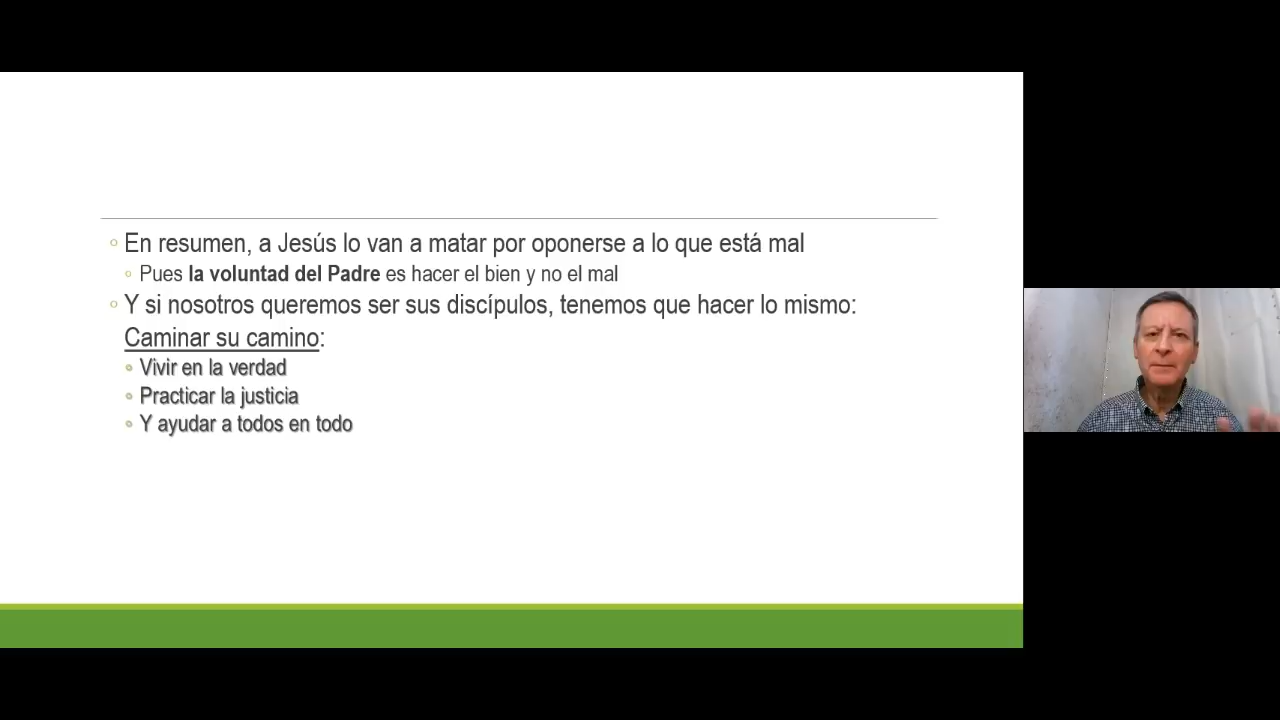 En resumen, a Jesús lo van a matar por oponerse a lo que está mal
Pues la voluntad del Padre es hacer el bien y no el mal
Y si nosotros queremos ser sus discípulos, tenemos que hacer lo mismo:
Caminar su camino:
Vivir en la verdad
Practicar la justicia
Y ayudar a todos en todo